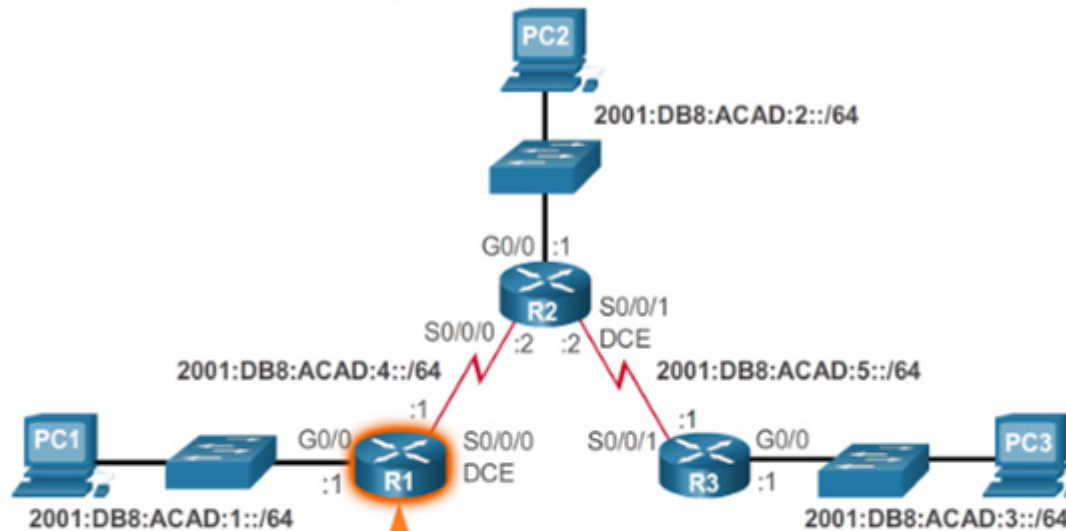 PC2
2001:DB8:ACAD:2::/64
G0/0 :1
R2
S0/0/1
DCE
S0/0/0
:2 :2
2001:DB8:ACAD:4::/64
2001:DB8:ACAD:5::/64
:1
:1
PC1
G0/0
S0/0/0
DCE
R1
:1
S0/0/1
G0/0
R3
:1
PC3
2001:DB8:ACAD:1::/64
2001:DB8:ACAD:3::/64